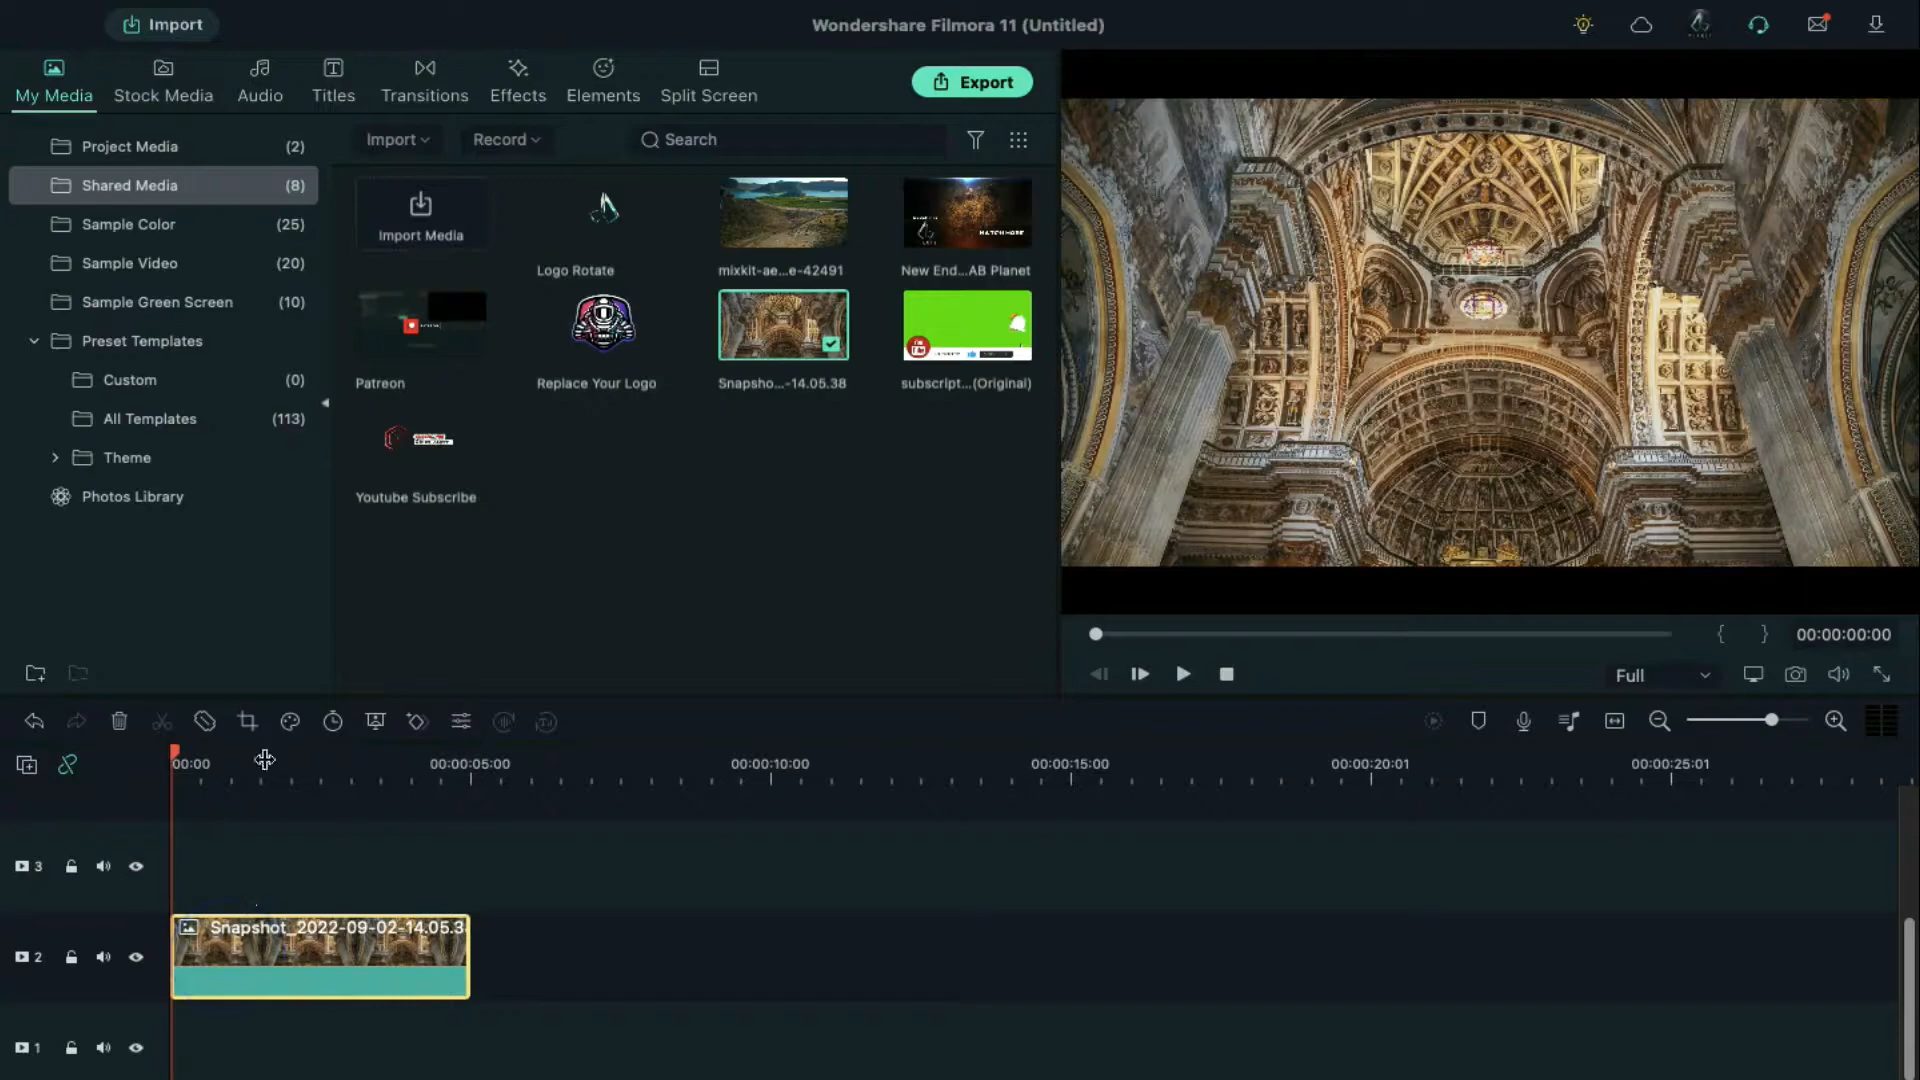 Import
Wondershare Filmora 11 (Untitled)
My Media
Stock Media
Audio
Titles
Transitions
Effects
Elements
Split Screen
Export
Project Media (2)
Shared Media (8)
Sample Color (25)
Sample Video (20)
Sample Green Screen (10)
Preset Templates
Custom (0)
All Templates (113)
Theme
Photos Library
Import
Record
Search
Import Media
Logo Rotate
mixkit-ae...e-42491
WATCH MORE
New End...AB Planet
Patreon
Replace Your Logo
Snapsho...-14.05.38
subscript...(Original)
Youtube Subscribe
{ } 00:00:00:00
Full
00:00
00:00:05:00
00:00:10:00
00:00:15:00
00:00:20:01
00:00:25:01
3
Snapshot_2022-09-02-14.05.3
2
1